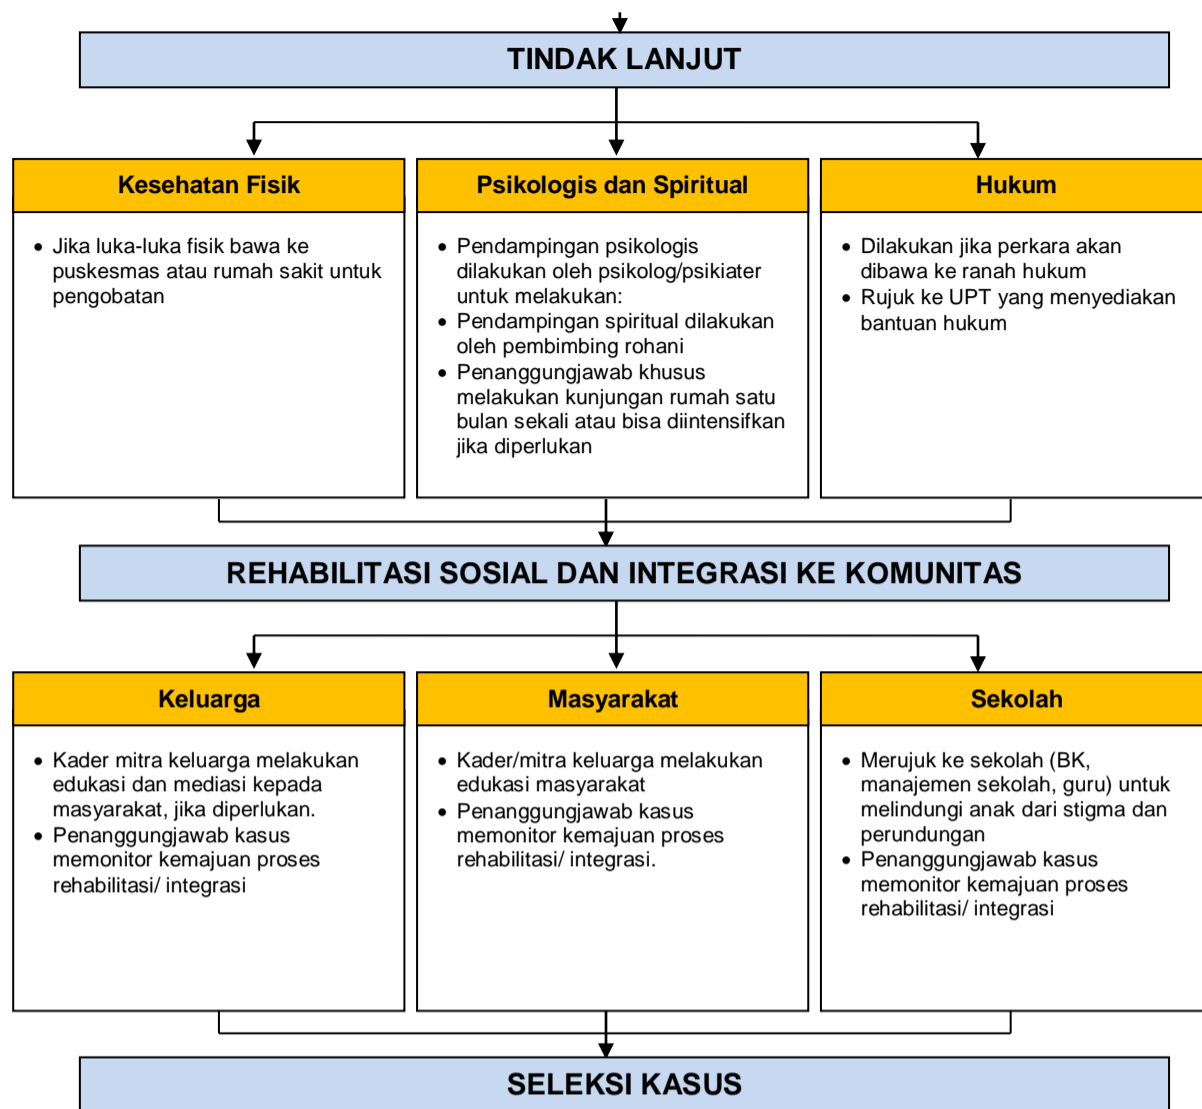 TINDAK LANJUT
Kesehatan Fisik
• Jika luka-luka fisik bawa ke
puskesmas atau rumah sakit untuk
pengobatan
Psikologis dan Spiritual
• Pendampingan psikologis
dilakukan oleh psikolog/psikiater
untuk melakukan:
• Pendampingan spiritual dilakukan
oleh pembimbing rohani
• Penanggungjawab khusus
melakukan kunjungan rumah satu
bulan sekali atau bisa diintensifkan
jika diperlukan
Hukum
• Dilakukan jika perkara akan
dibawa ke ranah hukum
• Rujuk ke UPT yang menyediakan
bantuan hukum
REHABILITASI SOSIAL DAN INTEGRASI KE KOMUNITAS
Keluarga
• Kader mitra keluarga melakukan
edukasi dan mediasi kepada
masyarakat, jika diperlukan.
• Penanggungjawab kasus
memonitor kemajuan proses
rehabilitasi/ integrasi
Masyarakat
• Kader/mitra keluarga melakukan
edukasi masyarakat
• Penanggungjawab kasus
memonitor kemajuan proses
rehabilitasi/ integrasi.
Sekolah
• Merujuk ke sekolah (BK,
manajemen sekolah, guru) untuk
melindungi anak dari stigma dan
perundungan
• Penanggungjawab kasus
memonitor kemajuan proses
rehabilitasi/ integrasi
SELEKSI KASUS